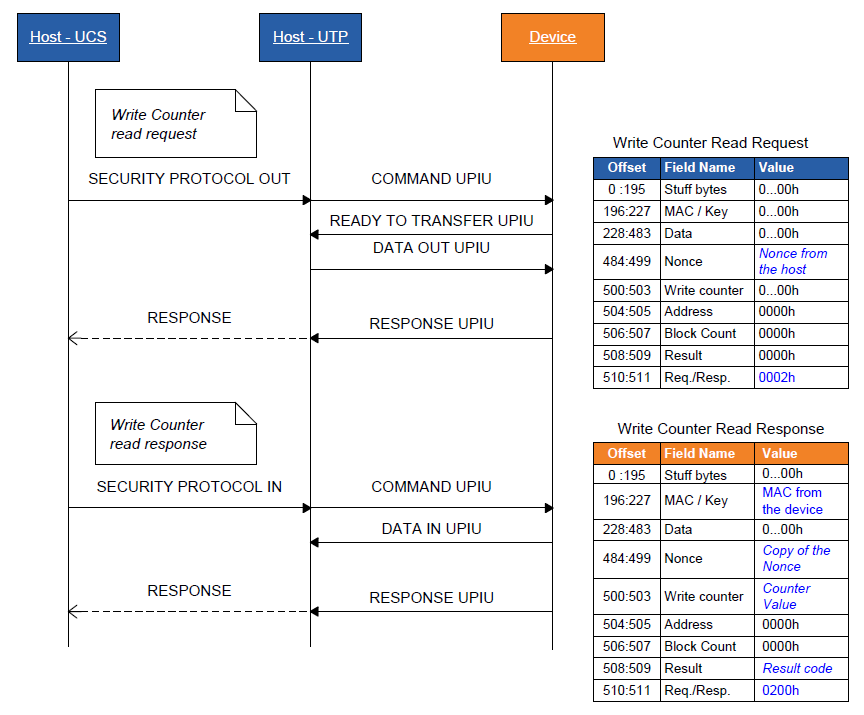 Host - UCS
Host - UTP
Device
Write Counter
read request
SECURITY PROTOCOL OUT
COMMAND UPIU
READY TO TRANSFER UPIU
DATA OUT UPIU
RESPONSE
RESPONSE UPIU
Write Counter
read response
SECURITY PROTOCOL IN
COMMAND UPIU
DATA IN UPIU
RESPONSE
RESPONSE UPIU
Write Counter Read Request
Offset Field Name Value
0 :195 Stuff bytes 0...00h
196:227 MAC / Key 0...00h
228:483 Data 0...00h
484:499 Nonce Nonce from
the host
500:503 Write counter 0...00h
504:505 Address 0000h
506:507 Block Count 0000h
508:509 Result 0000h
510:511 Req./Resp. 0002h
Write Counter Read Response
Offset Field Name Value
0 :195 Stuff bytes 0...00h
196:227 MAC / Key MAC from
the device
228:483 Data 0...00h
484:499 Nonce Copy of the
Nonce
500:503 Write counter Counter
Value
504:505 Address 0000h
506:507 Block Count 0000h
508:509 Result Result code
510:511 Req./Resp. 0200h